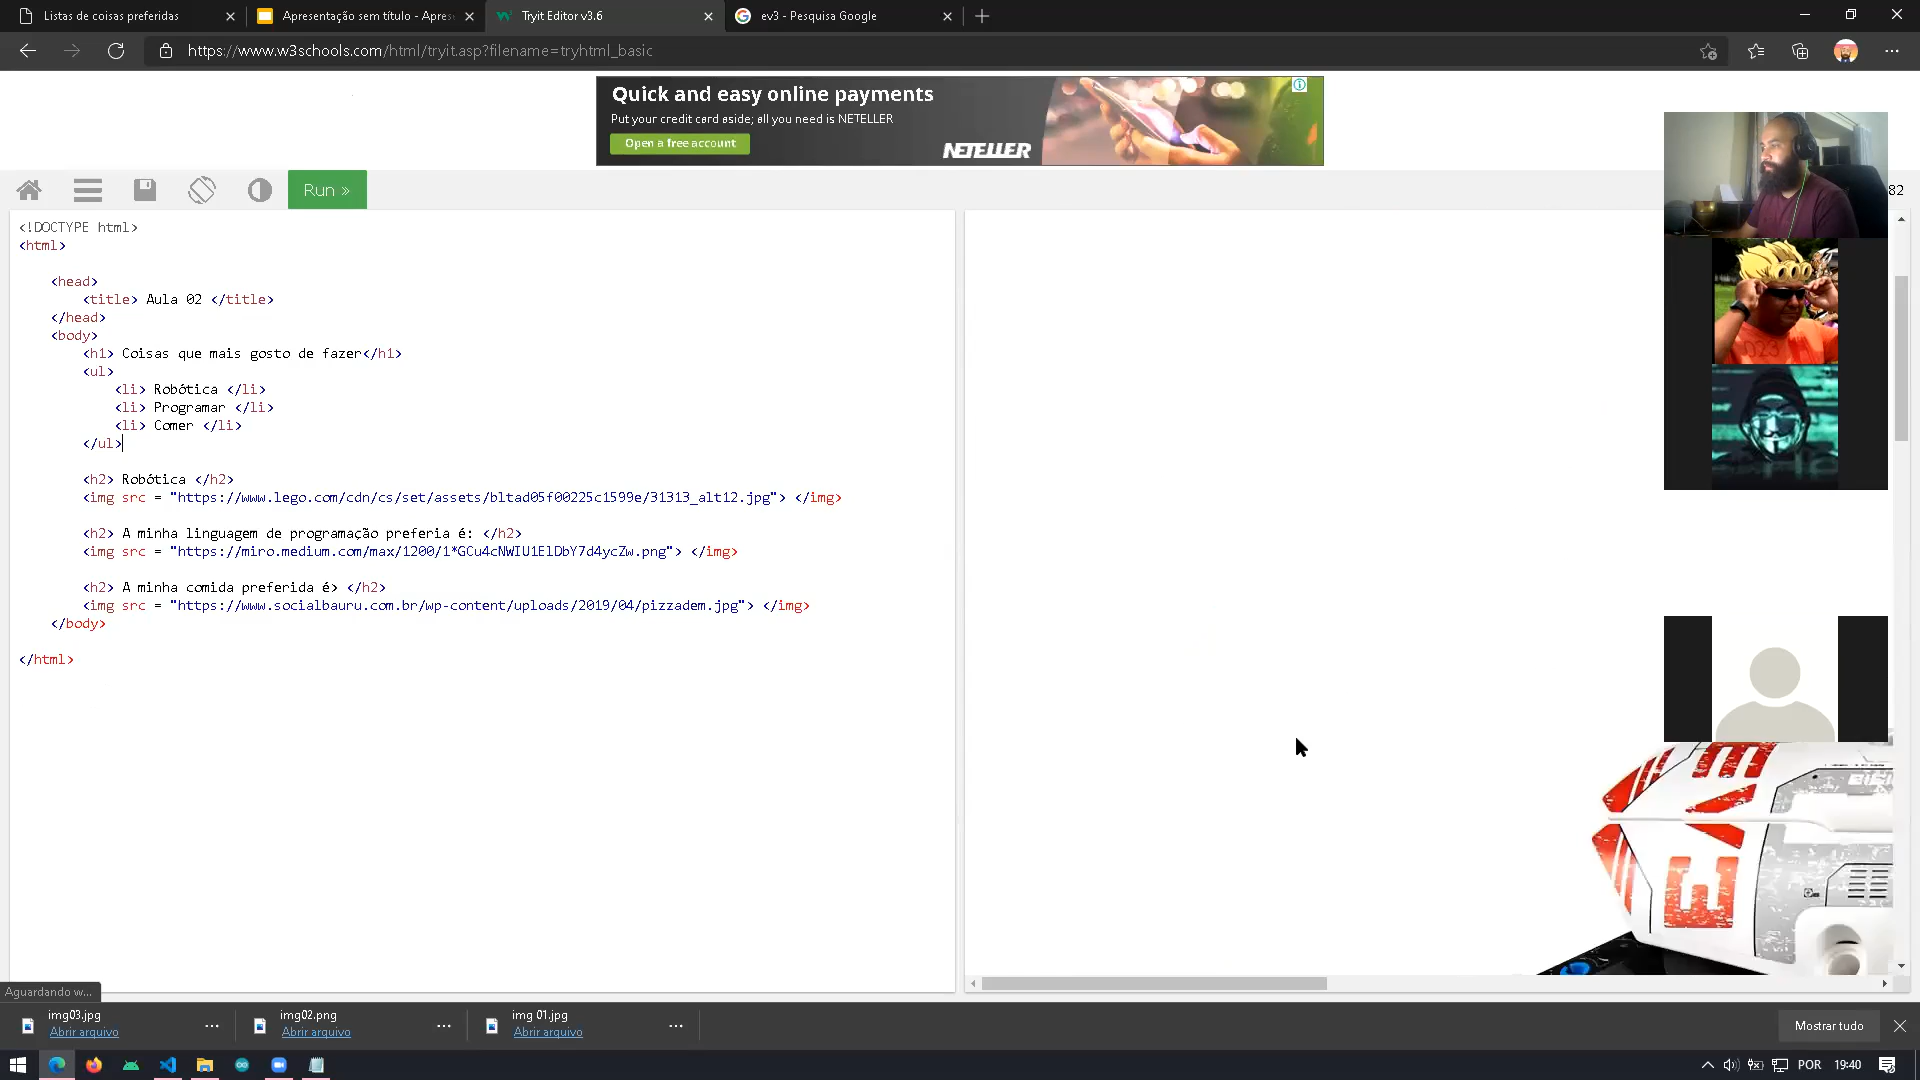 Listas de coisas preferidas
Apresentação sem título - Apres
Tryit Editor v3.6
ev3 - Pesquisa Google
https://www.w3schools.com/html/tryit.asp?filename=tryhtml_basic
Quick and easy online payments
Put your credit card aside; all you need is NETELLER
Open a free account
NETELLER
Run »
82
<!DOCTYPE html>
<html>
<head>
<title> Aula 02 </title>
</head>
<body>
<h1> Coisas que mais gosto de fazer</h1>
<ul>
<li> Robótica </li>
<li> Programar </li>
<li> Comer </li>
</ul>
<h2> Robótica </h2>
<img src = "https://www.lego.com/cdn/cs/set/assets/bltad05f00225c1599e/31313_alt12.jpg"> </img>
<h2> A minha linguagem de programação preferia é: </h2>
<img src = "https://miro.medium.com/max/1200/1*GCu4cNWIU1ElDbY7d4ycZw.png"> </img>
<h2> A minha comida preferida é> </h2>
<img src = "https://www.socialbauru.com.br/wp-content/uploads/2019/04/pizzadem.jpg"> </img>
</body>
</html>
023
Aguardando w...
img03.jpg
Abrir arquivo
img02.png
Abrir arquivo
img 01.jpg
Abrir arquivo
Mostrar tudo
POR
19:40